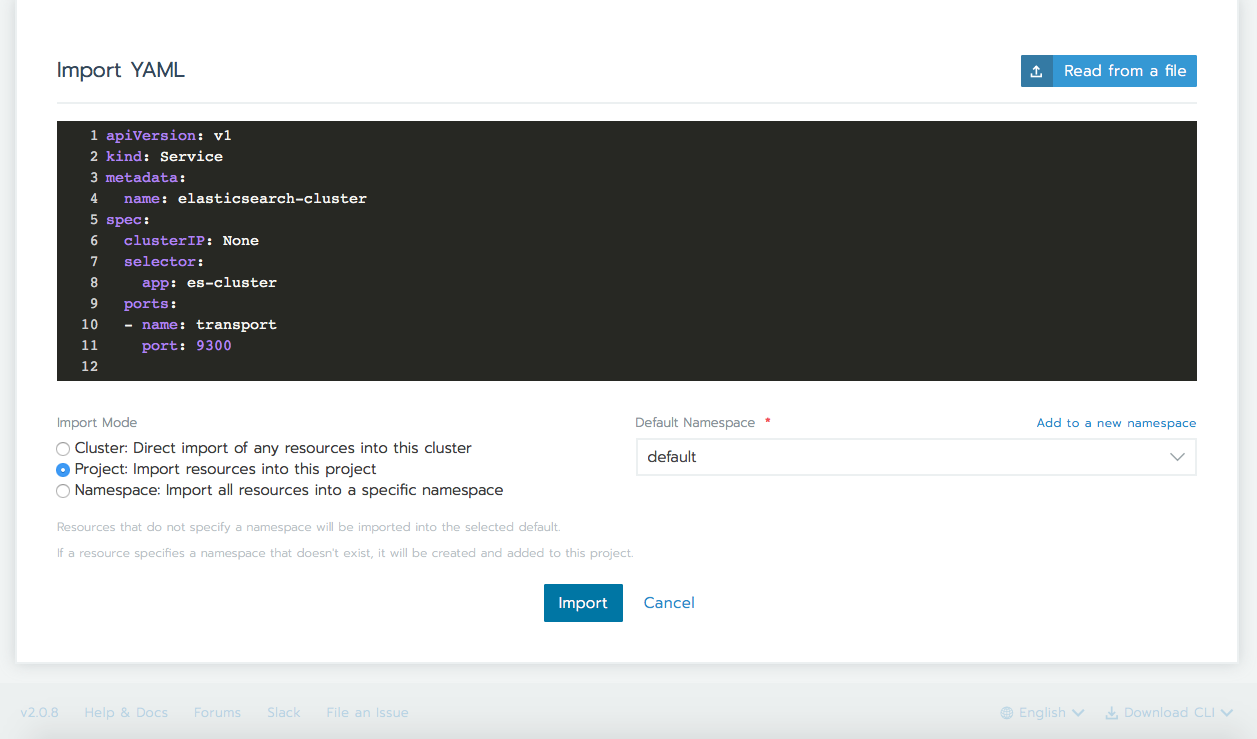 Import YAML
Read from a file
1 apiVersion: v1
2 kind: Service
3 metadata:
4   name: elasticsearch-cluster
5 spec:
6   clusterIP: None
7   selector:
8     app: es-cluster
9   ports:
10   - name: transport
11     port: 9300
12
Import Mode
Cluster: Direct import of any resources into this cluster
Project: Import resources into this project
Namespace: Import all resources into a specific namespace
Default Namespace *
Add to a new namespace
default
Resources that do not specify a namespace will be imported into the selected default.
If a resource specifies a namespace that doesn't exist, it will be created and added to this project.
Import Cancel
v2.0.8 Help & Docs Forums Slack File an Issue English Download CLI